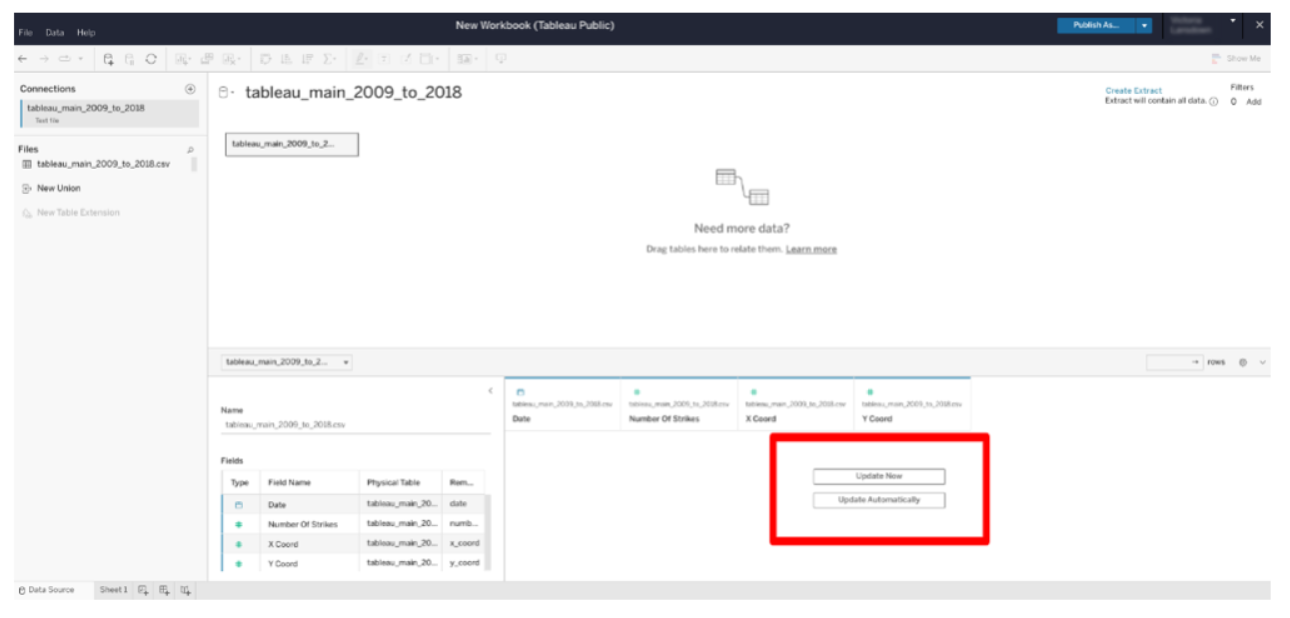 New Workbook (Tableau Public)
File Data Help
Publish As...
Show Me
Connections
tableau_main_2009_to_2018
Text file
Files
tableau_main_2009_to_2018.csv
New Union
New Table Extension
tableau_main_2009_to_2018
Create Extract
Extract will contain all data.
Filters
0 Add
tableau_main_2009_to_2...
Need more data?
Drag tables here to relate them. Learn more
tableau_main_2009_to_2...
rows
Name
tableau_main_2009_to_2018.csv
Fields
Type Field Name Physical Table Rem...
Date tableau_main_20... date
Number Of Strikes tableau_main_20... numb...
X Coord tableau_main_20... x_coord
Y Coord tableau_main_20... y_coord
tableau_main_2009_to_2018.csv tableau_main_2009_to_2018.csv tableau_main_2009_to_2018.csv tableau_main_2009_to_2018.csv
Date Number Of Strikes X Coord Y Coord
Update Now
Update Automatically
Data Source Sheet 1